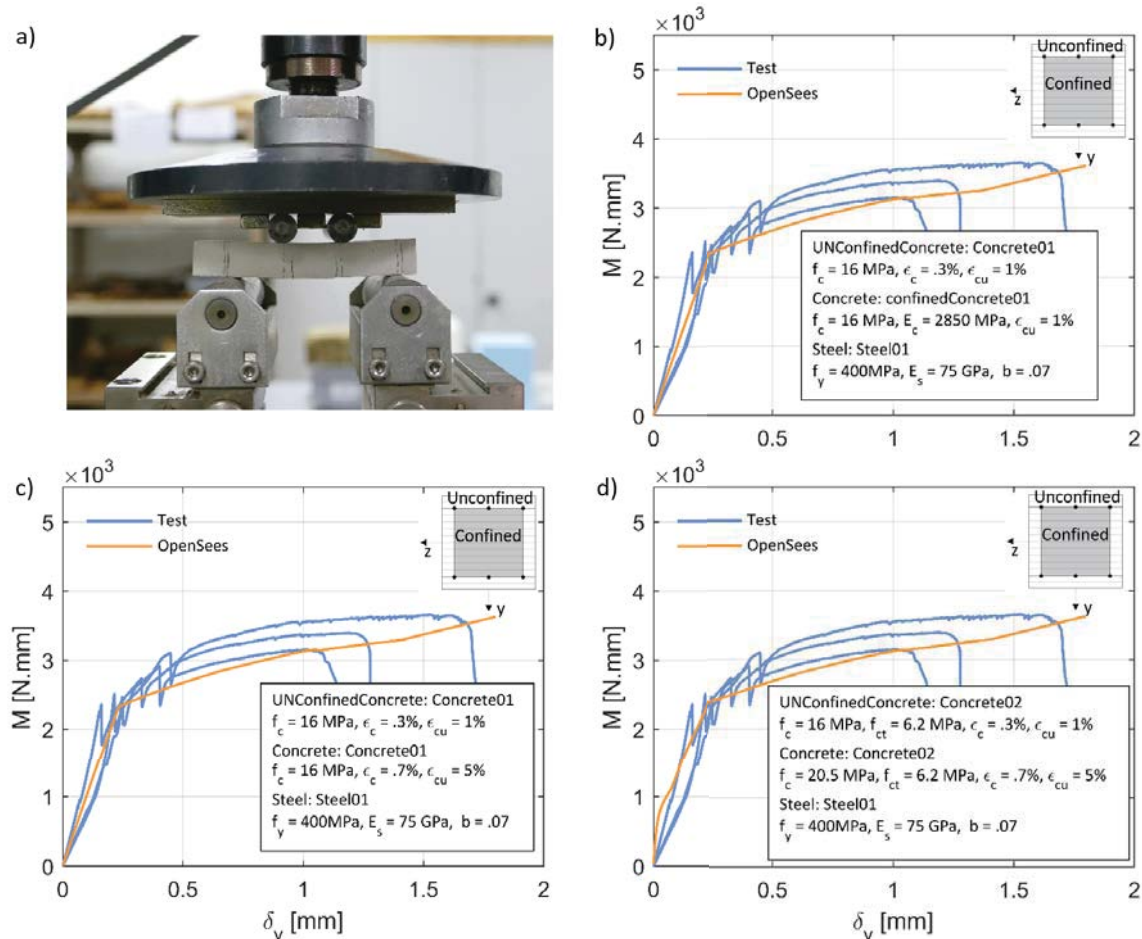 a)
b)
×10³
Unconfined
Confined
z
y
Test
OpenSees
5
4
3
2
1
0
M [N.mm]
UNConfinedConcrete: Concrete01
f_c = 16 MPa, ϵ_c = .3%, ϵ_cu = 1%
Concrete: confinedConcrete01
f_c = 16 MPa, E_c = 2850 MPa, ϵ_cu = 1%
Steel: Steel01
f_y = 400MPa, E_s = 75 GPa, b = .07
0 0.5 1 1.5 2
c)
×10³
Unconfined
Confined
z
y
Test
OpenSees
5
4
3
2
1
0
M [N.mm]
UNConfinedConcrete: Concrete01
f_c = 16 MPa, ϵ_c = .3%, ϵ_cu = 1%
Concrete: Concrete01
f_c = 16 MPa, ϵ_c = .7%, ϵ_cu = 5%
Steel: Steel01
f_y = 400MPa, E_s = 75 GPa, b = .07
0 0.5 1 1.5 2
δ_y [mm]
d)
×10³
Unconfined
Confined
z
y
Test
OpenSees
5
4
3
2
1
0
M [N.mm]
UNConfinedConcrete: Concrete02
f_c = 16 MPa, f_ct = 6.2 MPa, ϵ_c = .3%, ϵ_cu = 1%
Concrete: Concrete02
f_c = 20.5 MPa, f_ct = 6.2 MPa, ϵ_c = .7%, ϵ_cu = 5%
Steel: Steel01
f_y = 400MPa, E_s = 75 GPa, b = .07
0 0.5 1 1.5 2
δ_y [mm]